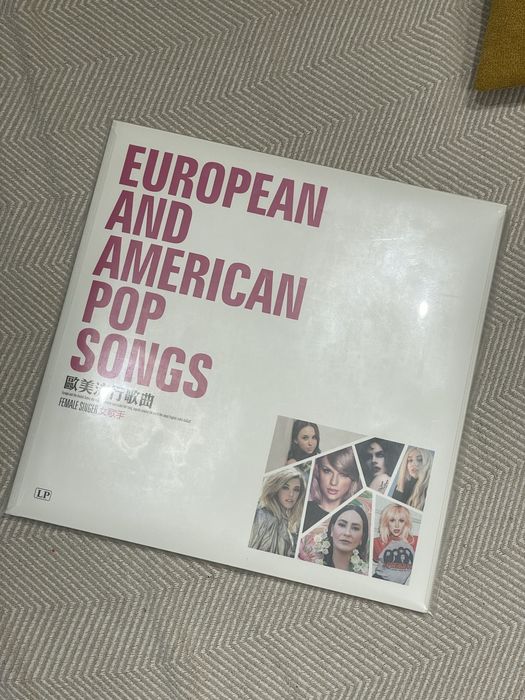 EUROPEAN
AND
AMERICAN
POP
SONGS
歐美流行歌曲
FEMALE SINGER 女歌手
LP